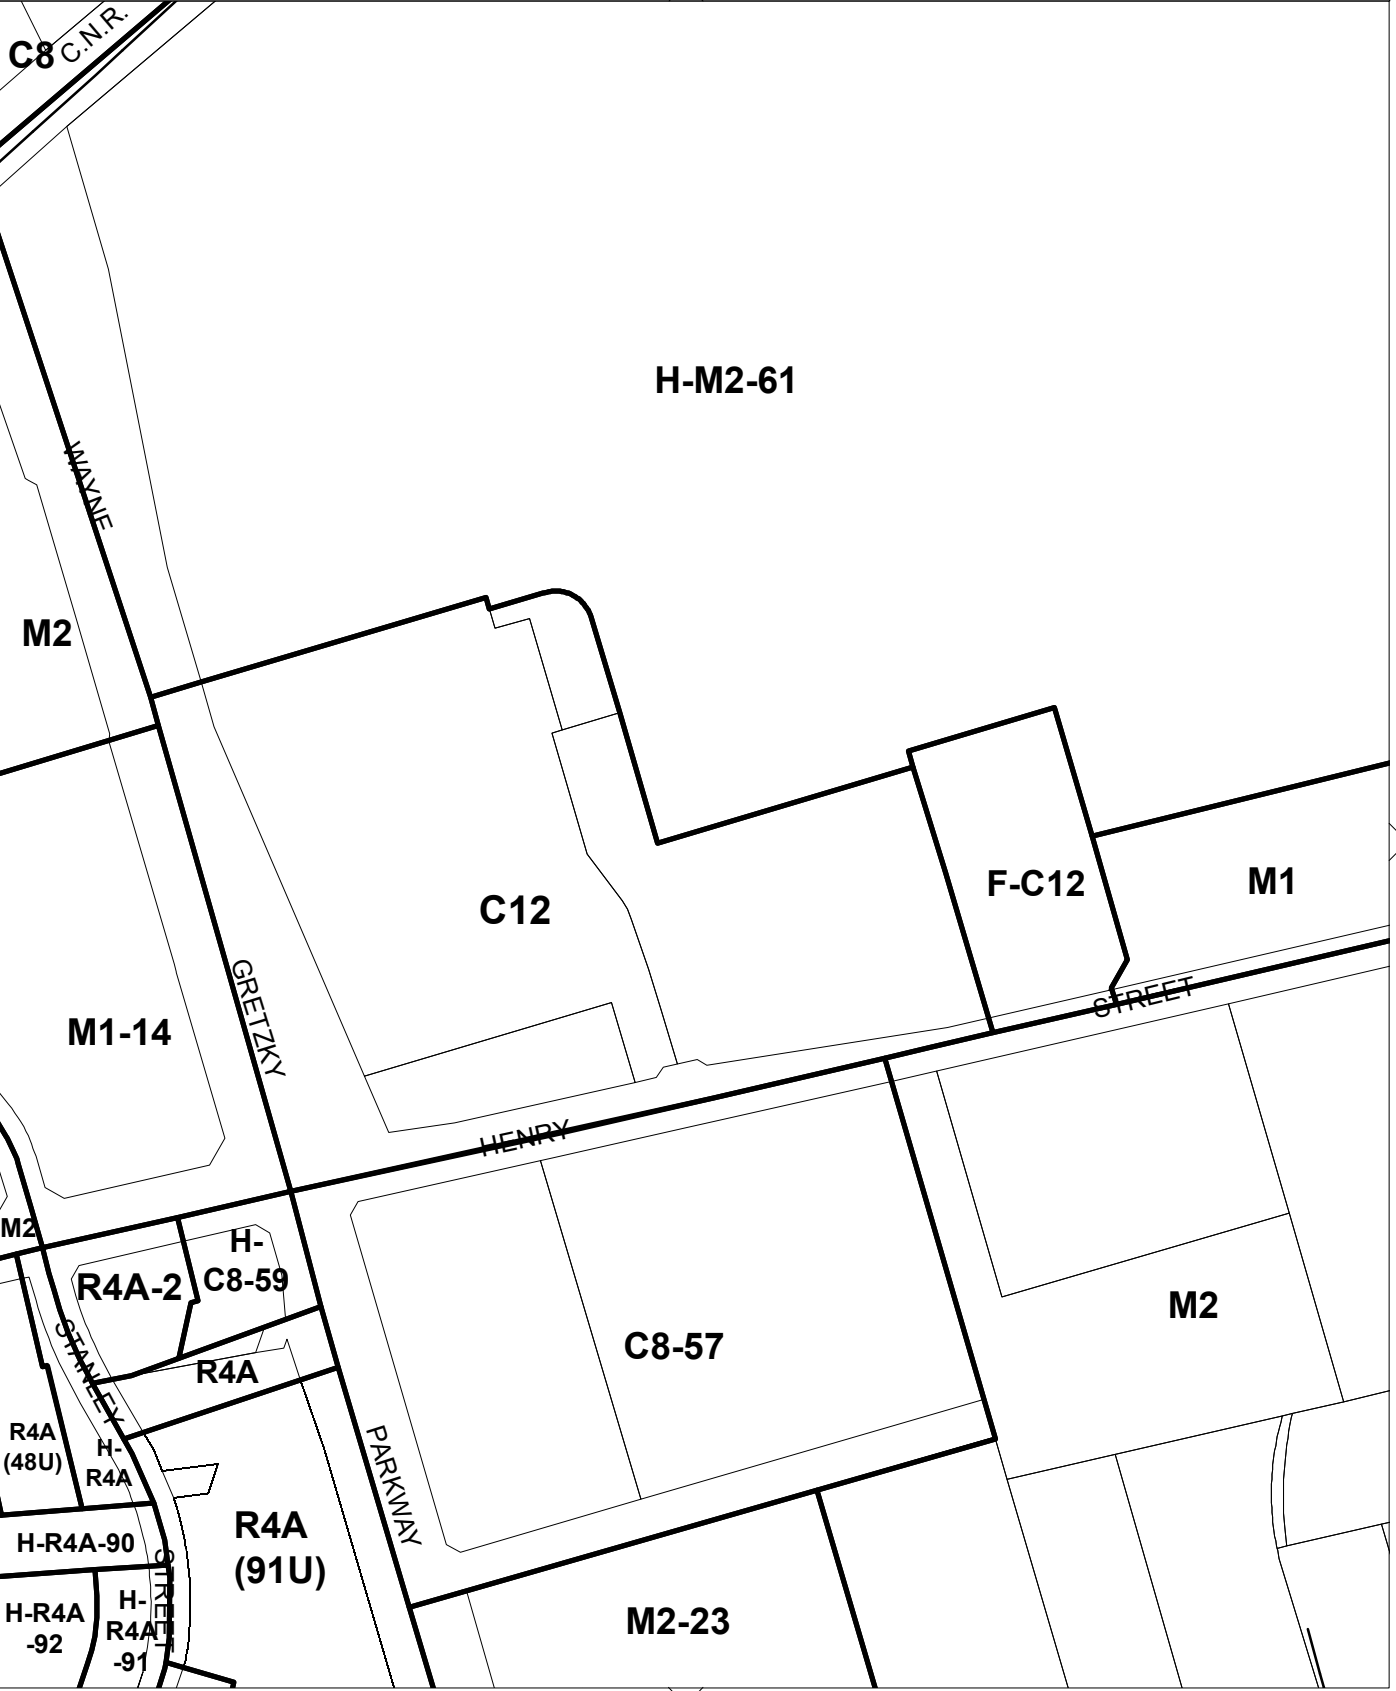 C8
C.N.R.
H-M2-61
WAYNE
M2
F-C12
M1
C12
STREET
GRETZKY
M1-14
HENRY
M2
H-
C8-59
R4A-2
M2
STANLEY
C8-57
R4A
R4A
(48U)
H-
R4A
PARKWAY
R4A
(91U)
H-R4A-90
STREET
H-R4A
-92
H-
R4A
-91
M2-23